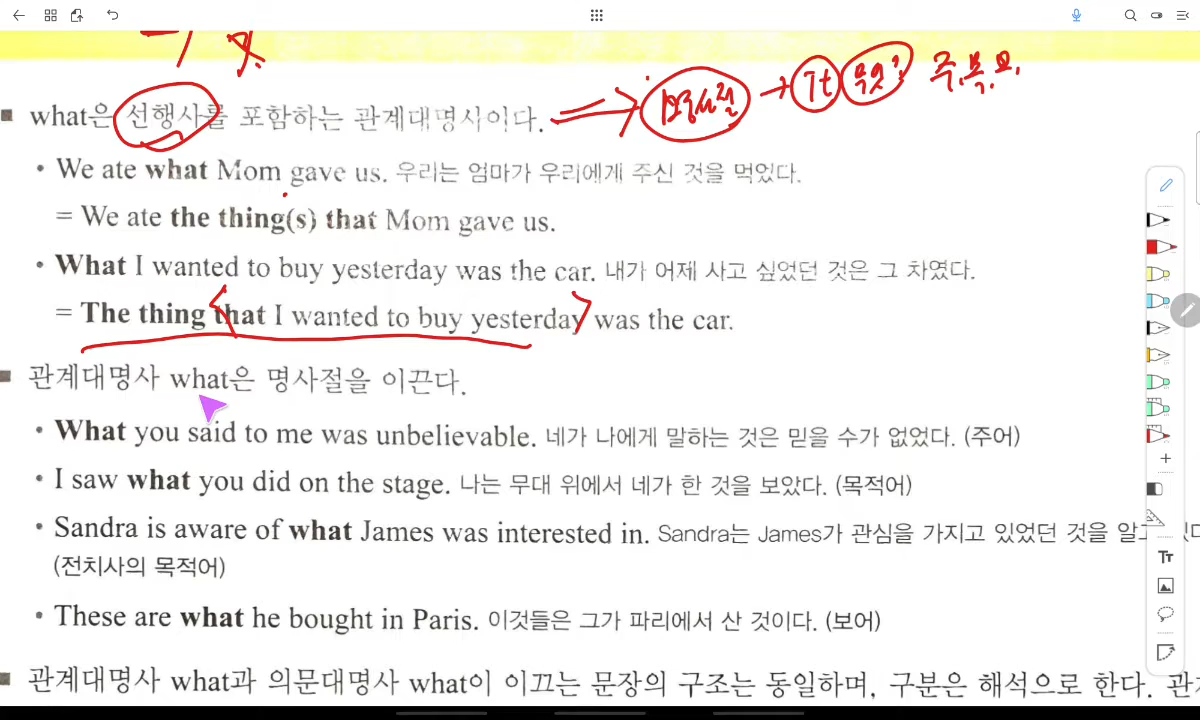 명사절 → 것 무엇? 주.목.보.
what은 선행사를 포함하는 관계대명사이다.
• We ate what Mom gave us. 우리는 엄마가 우리에게 주신 것을 먹었다.
= We ate the thing(s) that Mom gave us.
• What I wanted to buy yesterday was the car. 내가 어제 사고 싶었던 것은 그 차였다.
= The thing that I wanted to buy yesterday was the car.
관계대명사 what은 명사절을 이끈다.
• What you said to me was unbelievable. 네가 나에게 말하는 것은 믿을 수가 없었다. (주어)
• I saw what you did on the stage. 나는 무대 위에서 네가 한 것을 보았다. (목적어)
• Sandra is aware of what James was interested in. Sandra는 James가 관심을 가지고 있었던 것을 알
(전치사의 목적어)
• These are what he bought in Paris. 이것들은 그가 파리에서 산 것이다. (보어)
관계대명사 what과 의문대명사 what이 이끄는 문장의 구조는 동일하며, 구분은 해석으로 한다. 관